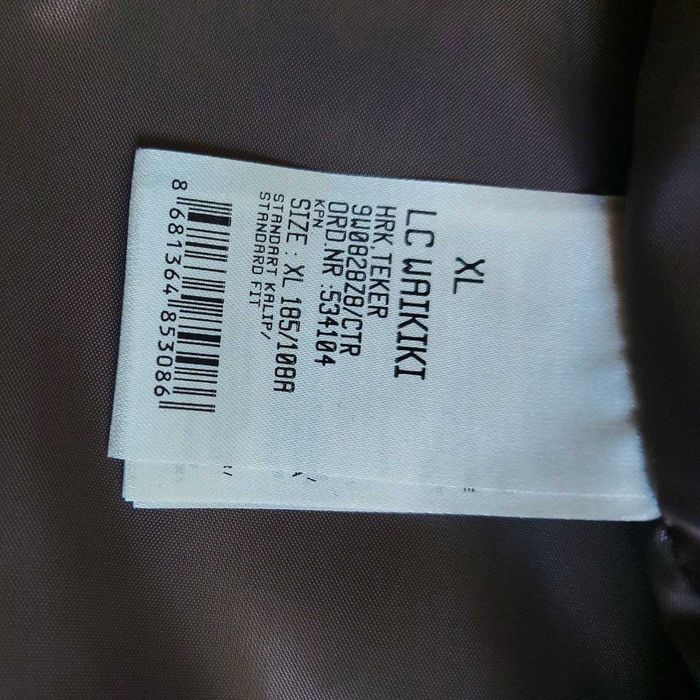 XL
LC WAIKIKI
HRK.TEKER
9W0828Z8/CTR
ORD.NR :534104
KPN
SIZE : XL 185/108A
STANDART KALIP/
STANDARD FIT
8 681364 853086